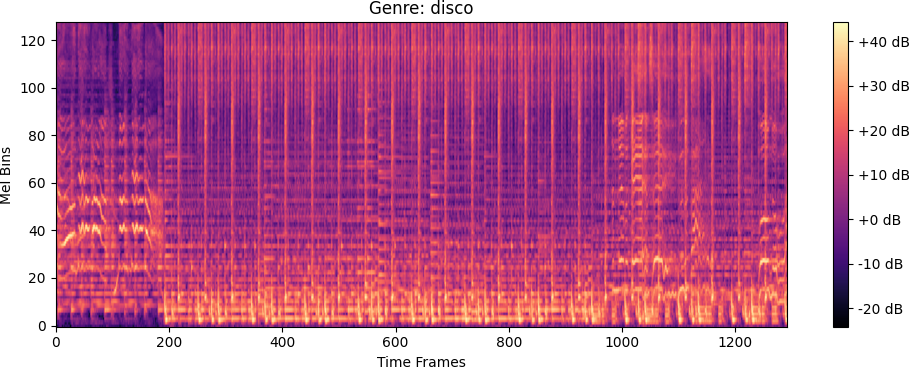 Genre: disco
Mel Bins
120
100
80
60
40
20
0
0 200 400 600 800 1000 1200
Time Frames
+40 dB
+30 dB
+20 dB
+10 dB
+0 dB
-10 dB
-20 dB